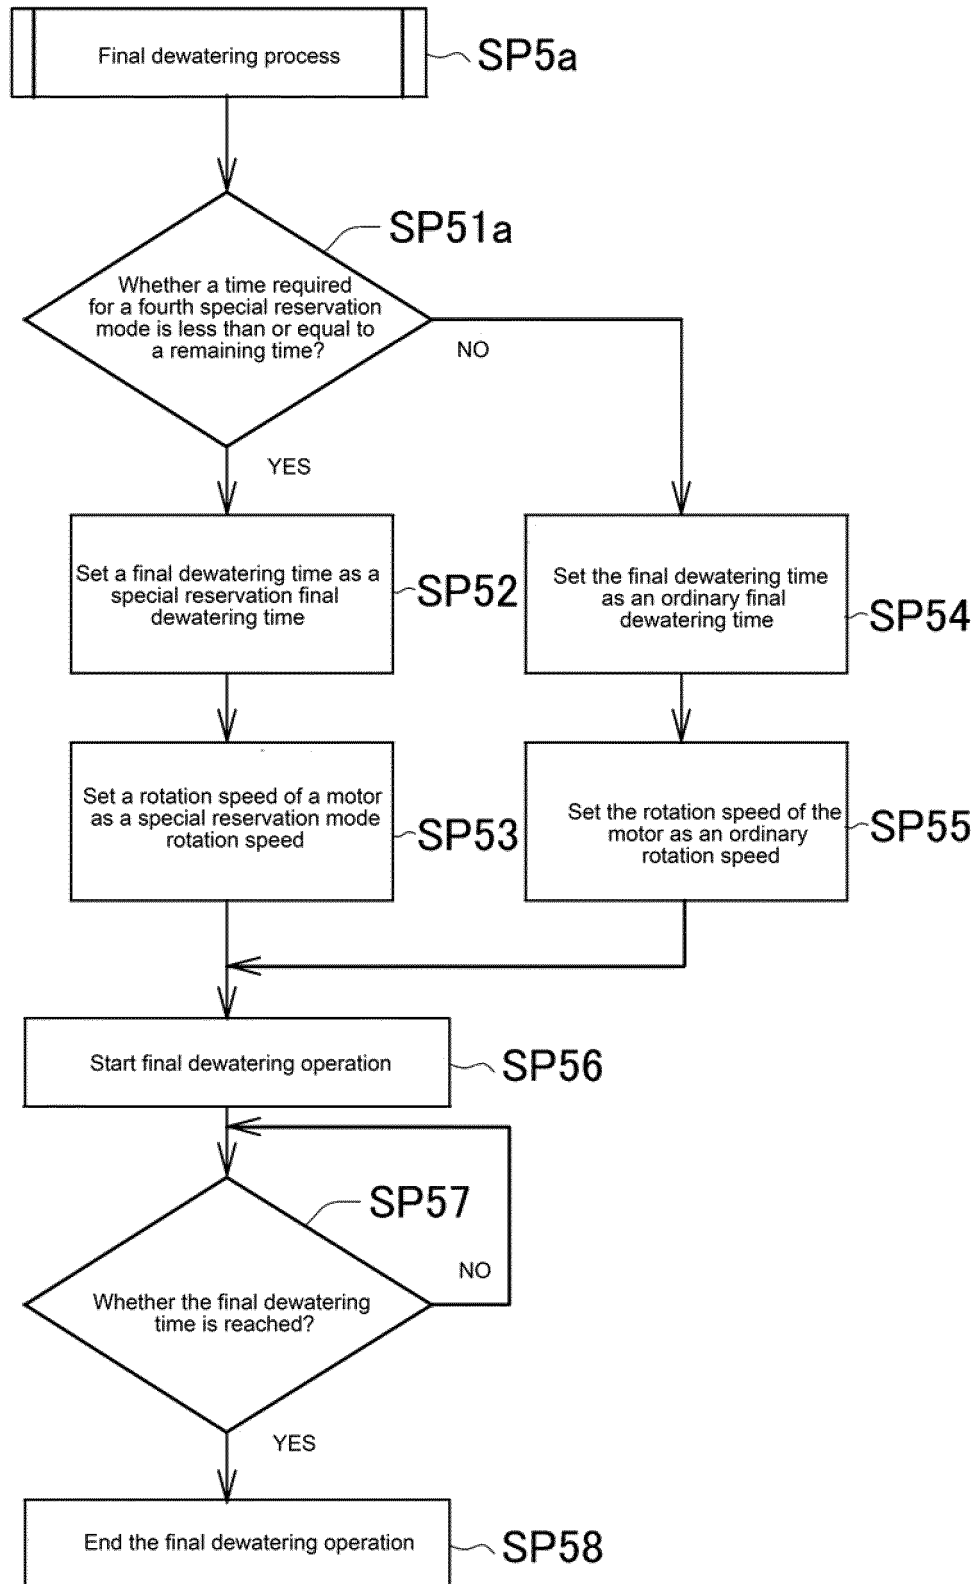 Final dewatering process
SP5a
SP51a
Whether a time required
for a fourth special reservation
mode is less than or equal to
a remaining time?
NO
YES
Set a final dewatering time as a
special reservation final
dewatering time
SP52
Set the final dewatering time
as an ordinary final
dewatering time
SP54
Set a rotation speed of a motor
as a special reservation mode
rotation speed
SP53
Set the rotation speed of the
motor as an ordinary
rotation speed
SP55
Start final dewatering operation
SP56
SP57
NO
Whether the final dewatering
time is reached?
YES
End the final dewatering operation
SP58